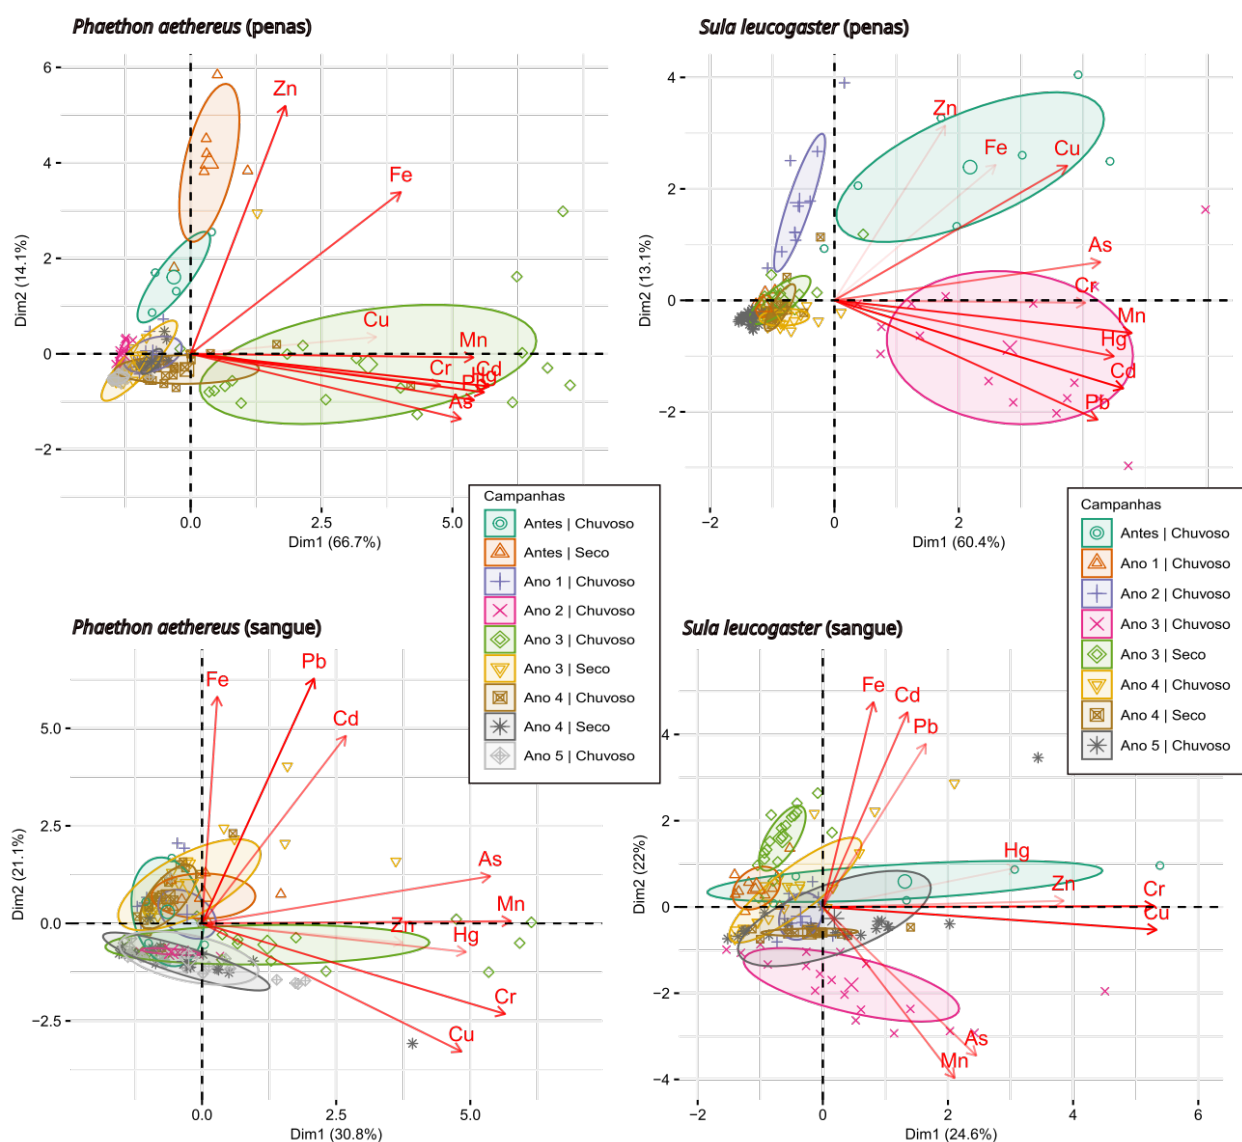 Phaethon aethereus (penas)
Sula leucogaster (penas)
6
4
2
0
−2
Dim2 (14.1%)
Zn
Fe
Cu
Mn
Cr
Cd
Hg
Pb
As
0.0
2.5
5.0
Dim1 (66.7%)
4
2
0
−2
Dim2 (13.1%)
Zn
Fe
Cu
As
Cr
Mn
Hg
Cd
Pb
−2
0
2
4
6
Dim1 (60.4%)
Campanhas
Antes | Chuvoso
Antes | Seco
Ano 1 | Chuvoso
Ano 2 | Chuvoso
Ano 3 | Chuvoso
Ano 3 | Seco
Ano 4 | Chuvoso
Ano 4 | Seco
Ano 5 | Chuvoso
Campanhas
Antes | Chuvoso
Ano 1 | Chuvoso
Ano 2 | Chuvoso
Ano 3 | Chuvoso
Ano 3 | Seco
Ano 4 | Chuvoso
Ano 4 | Seco
Ano 5 | Chuvoso
Phaethon aethereus (sangue)
Sula leucogaster (sangue)
5.0
2.5
0.0
−2.5
Dim2 (21.1%)
Fe
Pb
Cd
As
Mn
Zn
Hg
Cr
Cu
0.0
2.5
5.0
Dim1 (30.8%)
4
2
0
−2
−4
Dim2 (22%)
Fe
Cd
Pb
Hg
Zn
Cr
Cu
As
Mn
−2
0
2
4
6
Dim1 (24.6%)